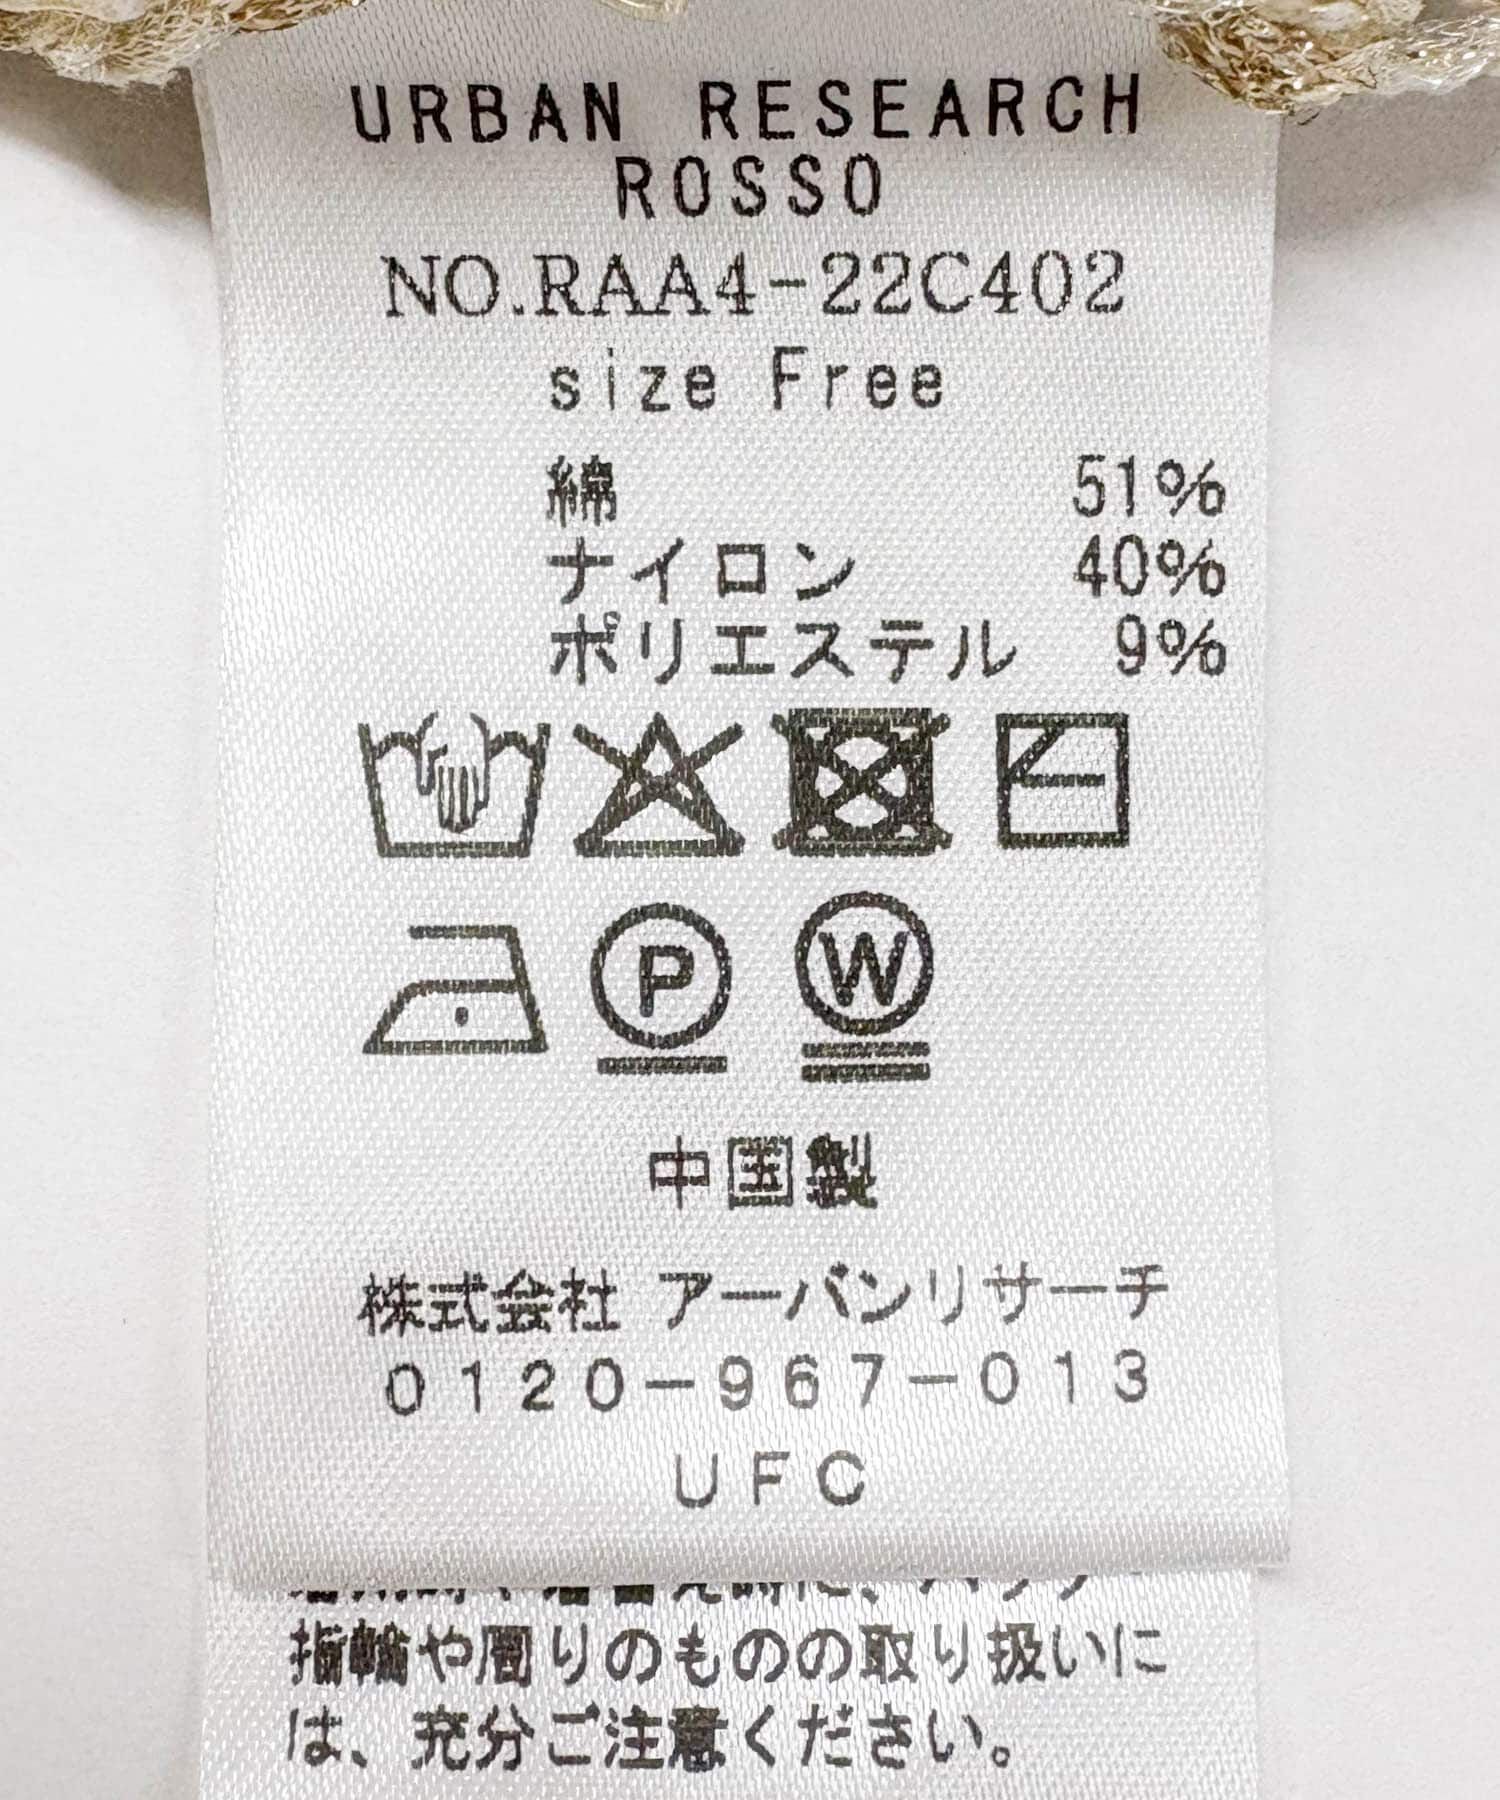 URBAN RESEARCH
ROSSO
NO.RAA4-22C402
size Free
綿 51%
ナイロン 40%
ポリエステル 9%
P W
中国製
株式会社 アーバンリサーチ
0120-967-013
UFC
指輪や周りのものの取り扱いに
は、充分ご注意ください。